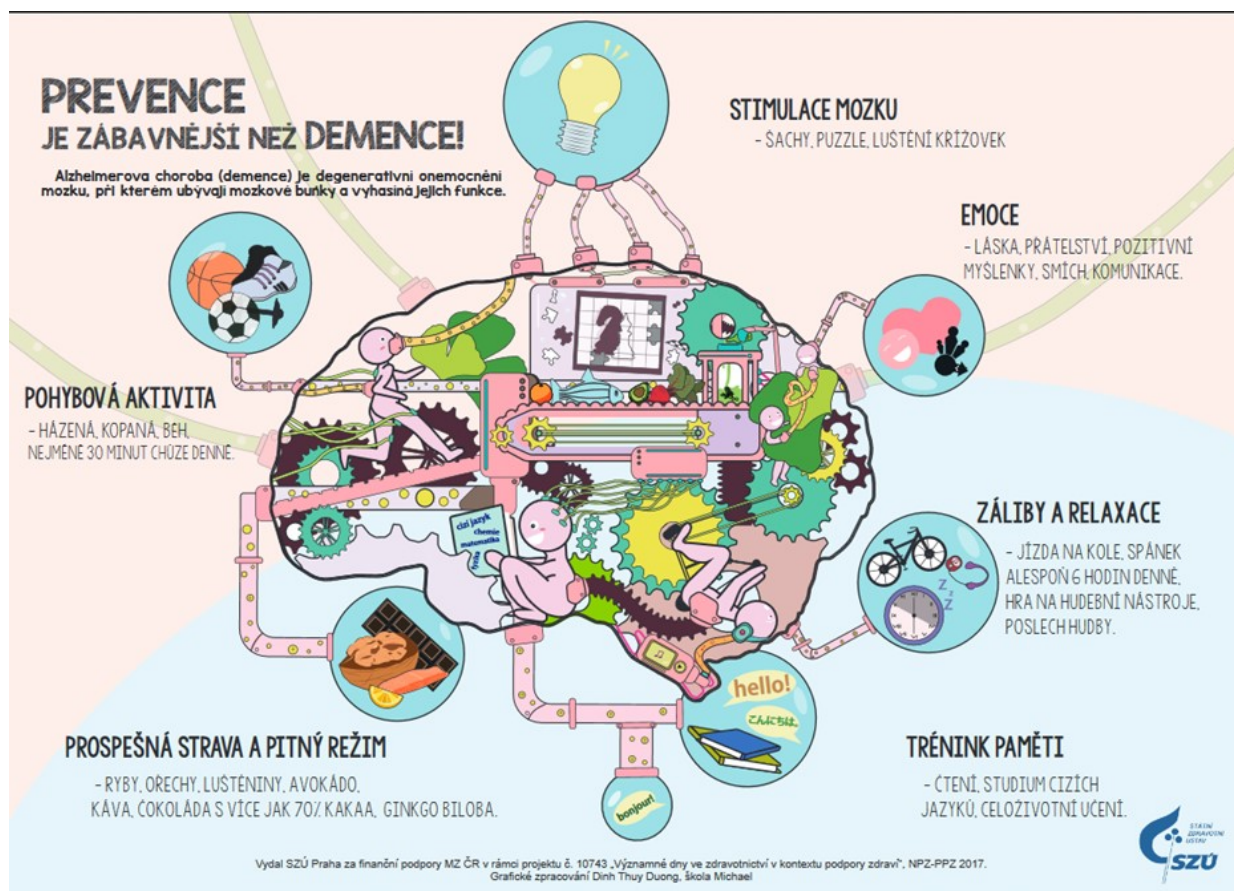 PREVENCE
JE ZÁBAVNĚJŠÍ NEŽ DEMENCE!
Alzheimerova choroba (demence) je degenerativní onemocnění
mozku, při kterém ubývají mozkové buňky a vyhasíná jejich funkce.
STIMULACE MOZKU
- ŠACHY, PUZZLE, LUŠTĚNÍ KŘÍŽOVEK
EMOCE
- LÁSKA, PŘÁTELSTVÍ, POZITIVNÍ
MYŠLENKY, SMÍCH, KOMUNIKACE.
POHYBOVÁ AKTIVITA
- HÁZENÁ, KOPANÁ, BĚH,
NEJMÉNĚ 30 MINUT CHŮZE DENNĚ.
cizí jazyk
chemie
matematika
fyzika
ZÁLIBY A RELAXACE
- JÍZDA NA KOLE, SPÁNEK
ALESPOŇ 6 HODIN DENNĚ,
HRA NA HUDEBNÍ NÁSTROJE,
POSLECH HUDBY.
Z Z Z
hello!
こんにちは。
bonjour!
PROSPEŠNÁ STRAVA A PITNÝ REŽIM
- RYBY, OŘECHY, LUŠTĚNINY, AVOKÁDO,
KÁVA, ČOKOLÁDA S VÍCE JAK 70% KAKAA, GINKGO BILOBA.
TRÉNINK PAMĚTI
- ČTENÍ, STUDIUM CIZÍCH
JAZYKŮ, CELOŽIVOTNÍ UČENÍ.
STÁTNÍ
ZDRAVOTNÍ
ÚSTAV
SZÚ
Vydal SZÚ Praha za finanční podpory MZ ČR v rámci projektu č. 10743 „Významné dny ve zdravotnictví v kontextu podpory zdraví“, NPZ-PPZ 2017.
Grafické zpracování Dinh Thuy Duong, škola Michael